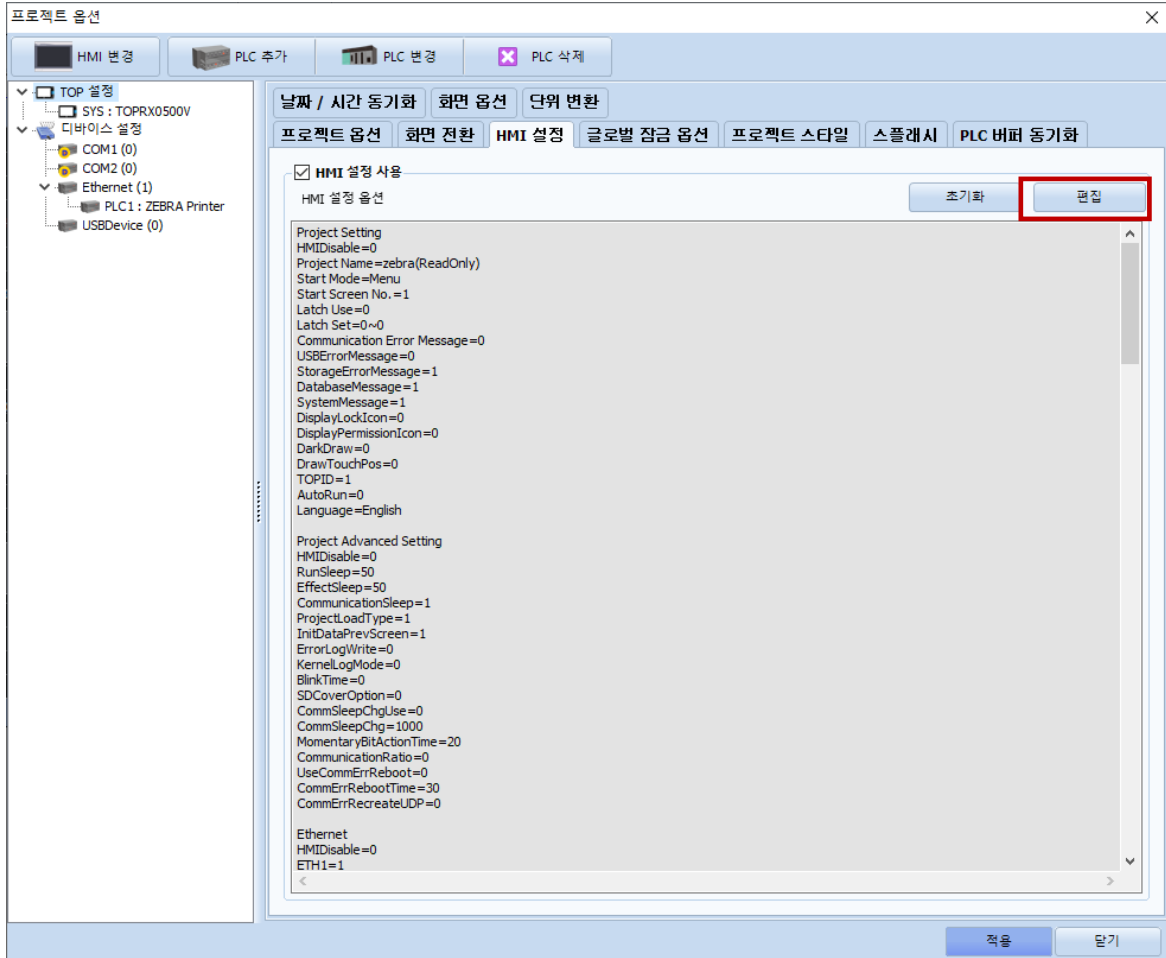 프로젝트 옵션
HMI 변경 PLC 추가 PLC 변경 PLC 삭제
TOP 설정
SYS : TOPRX0500V
디바이스 설정
COM1 (0)
COM2 (0)
Ethernet (1)
PLC1 : ZEBRA Printer
USBDevice (0)
날짜 / 시간 동기화 화면 옵션 단위 변환
프로젝트 옵션 화면 전환 HMI 설정 글로벌 잠금 옵션 프로젝트 스타일 스플래시 PLC 버퍼 동기화
HMI 설정 사용
HMI 설정 옵션 초기화 편집
Project Setting
HMIDisable=0
Project Name=zebra(ReadOnly)
Start Mode=Menu
Start Screen No.=1
Latch Use=0
Latch Set=0~0
Communication Error Message=0
USBErrorMessage=0
StorageErrorMessage=1
DatabaseMessage=1
SystemMessage=1
DisplayLockIcon=0
DisplayPermissionIcon=0
DarkDraw=0
DrawTouchPos=0
TOPID=1
AutoRun=0
Language=English
Project Advanced Setting
HMIDisable=0
RunSleep=50
EffectSleep=50
CommunicationSleep=1
ProjectLoadType=1
InitDataPrevScreen=1
ErrorLogWrite=0
KernelLogMode=0
BlinkTime=0
SDCoverOption=0
CommSleepChgUse=0
CommSleepChg=1000
MomentaryBitActionTime=20
CommunicationRatio=0
UseCommErrReboot=0
CommErrRebootTime=30
CommErrRecreateUDP=0
Ethernet
HMIDisable=0
ETH1=1
적용 닫기